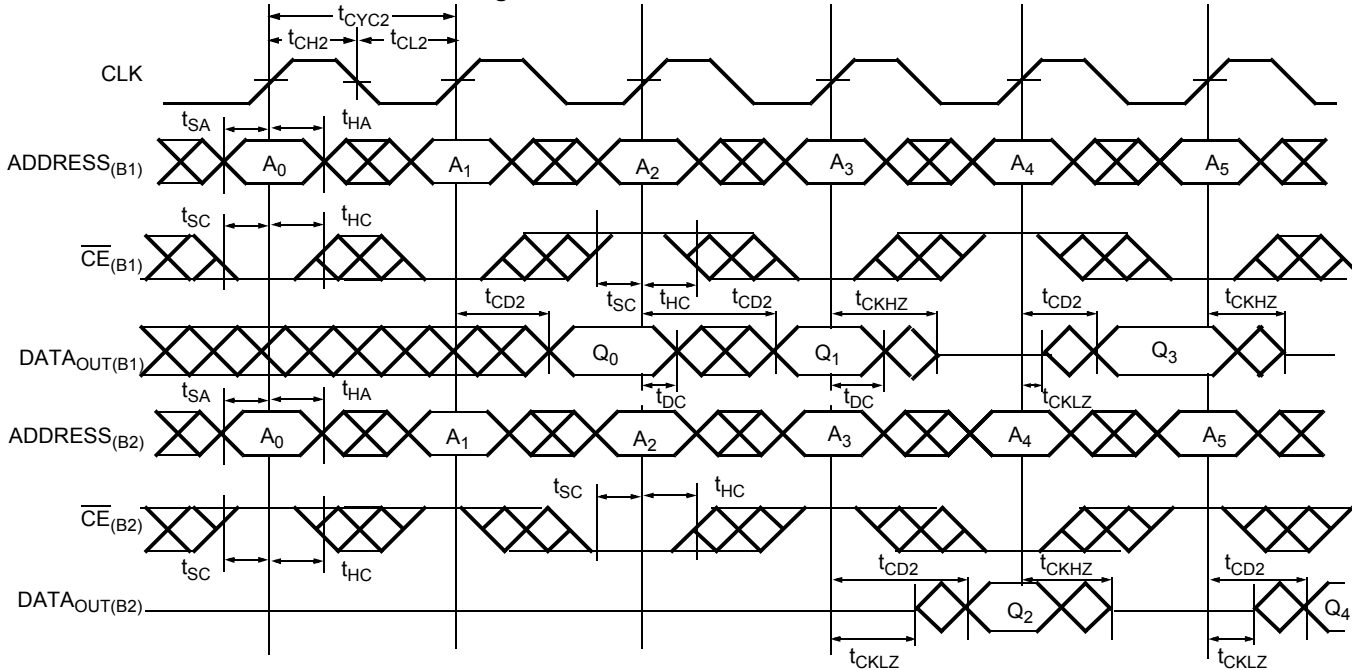 tCYC2
tCH2 tCL2
CLK
tSA tHA
ADDRESS(B1) A0 A1 A2 A3 A4 A5
tSC tHC
CE(B1)
tSC tHC
tCD2 tCD2 tCKHZ tCD2 tCKHZ
DATAOUT(B1) Q0 Q1 Q3
tDC tDC tCKLZ
tSA tHA
ADDRESS(B2) A0 A1 A2 A3 A4 A5
tSC tHC
CE(B2)
tSC tHC
tCD2 tCKHZ tCD2
DATAOUT(B2) Q2 Q4
tCKLZ tCKLZ